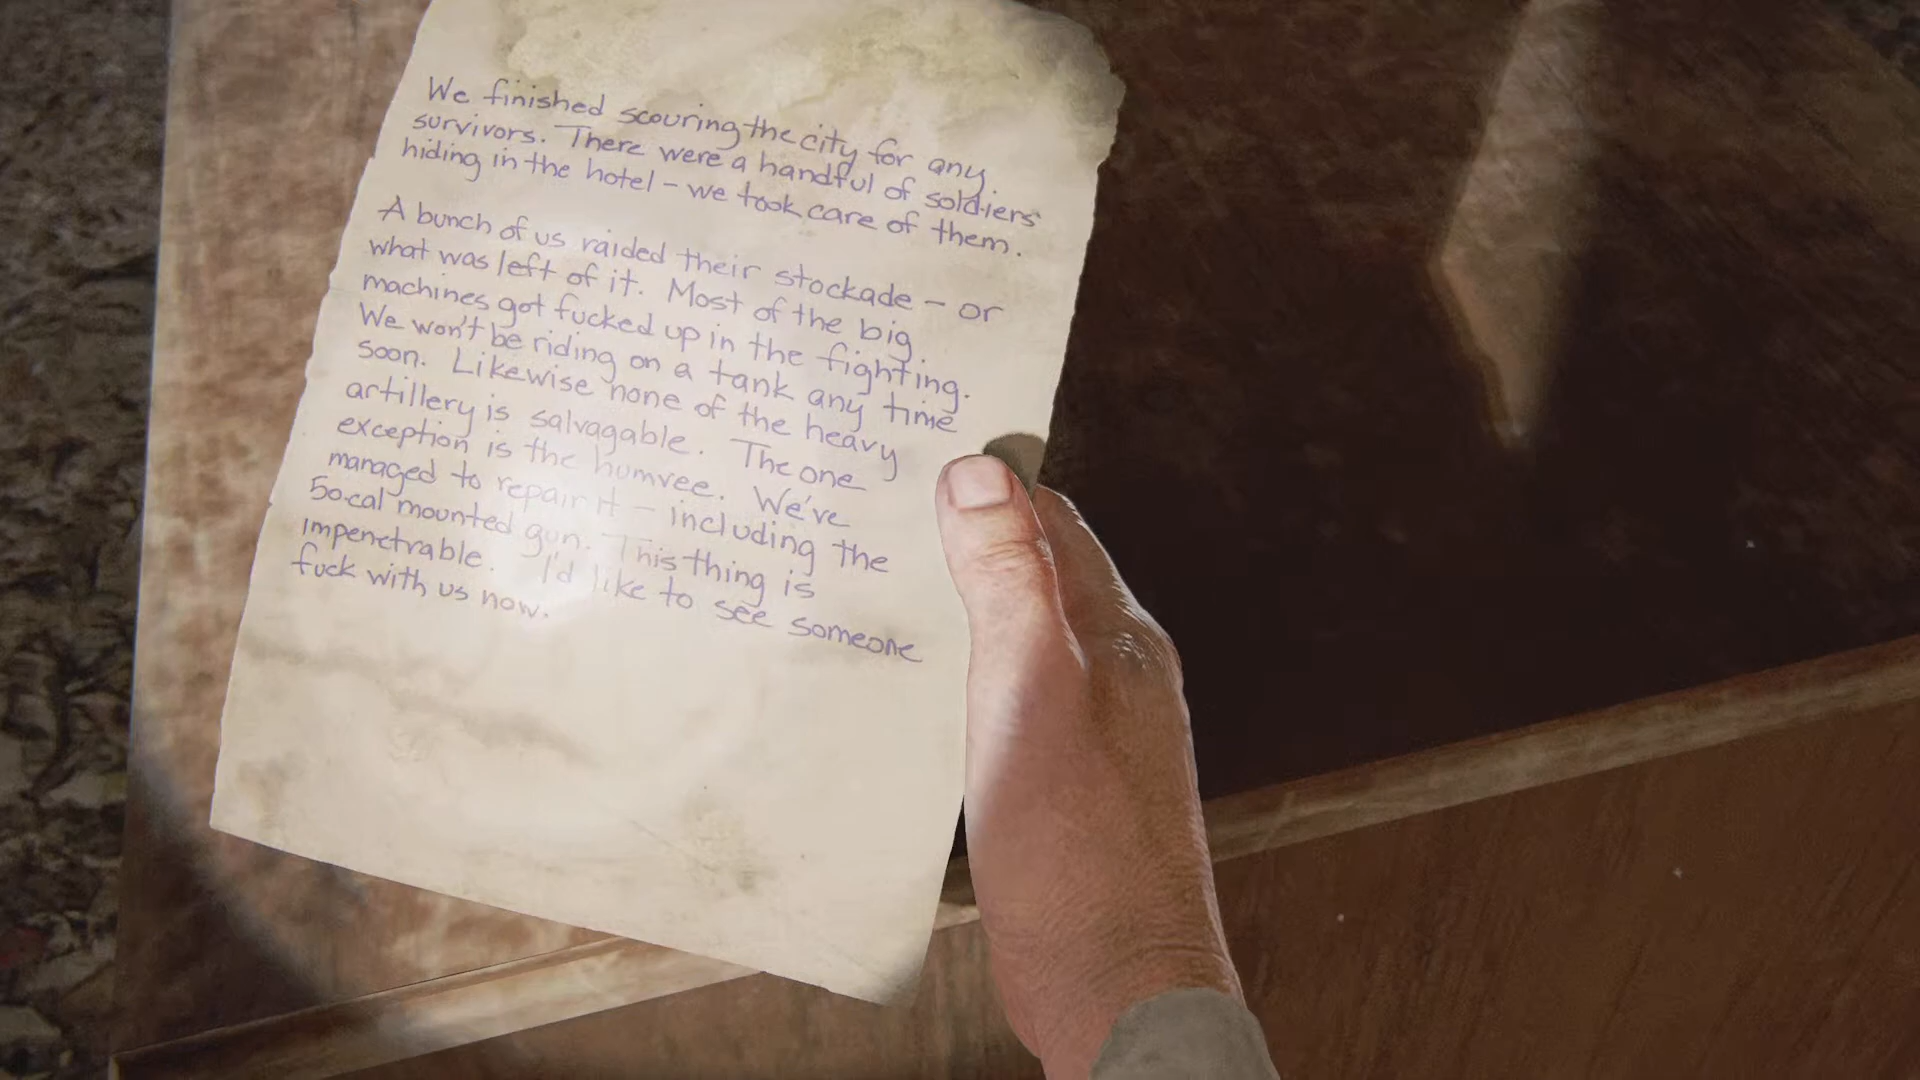 We finished scouring the city for any
survivors. There were a handful of soldiers
hiding in the hotel – we took care of them.
A bunch of us raided their stockade – or
what was left of it. Most of the big
machines got fucked up in the fighting.
We won't be riding on a tank any time
soon. Likewise none of the heavy
artillery is salvagable. The one
exception is the humvee. We've
managed to repair it – including the
50.cal mounted gun. This thing is
impenetrable. I'd like to see someone
fuck with us now.